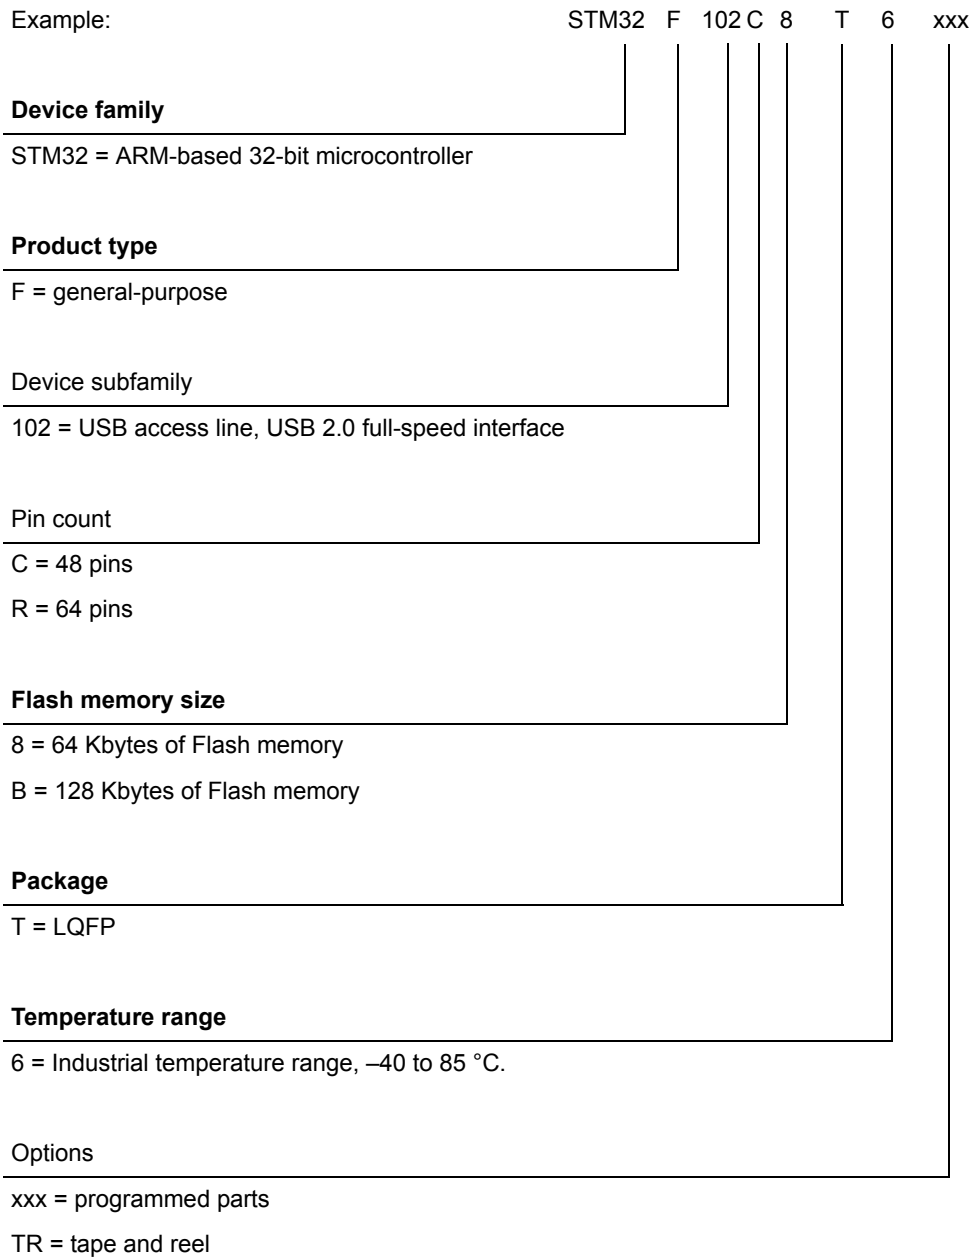 Example: STM32 F 102 C 8 T 6 xxx
Device family
STM32 = ARM-based 32-bit microcontroller
Product type
F = general-purpose
Device subfamily
102 = USB access line, USB 2.0 full-speed interface
Pin count
C = 48 pins
R = 64 pins
Flash memory size
8 = 64 Kbytes of Flash memory
B = 128 Kbytes of Flash memory
Package
T = LQFP
Temperature range
6 = Industrial temperature range, –40 to 85 °C.
Options
xxx = programmed parts
TR = tape and reel